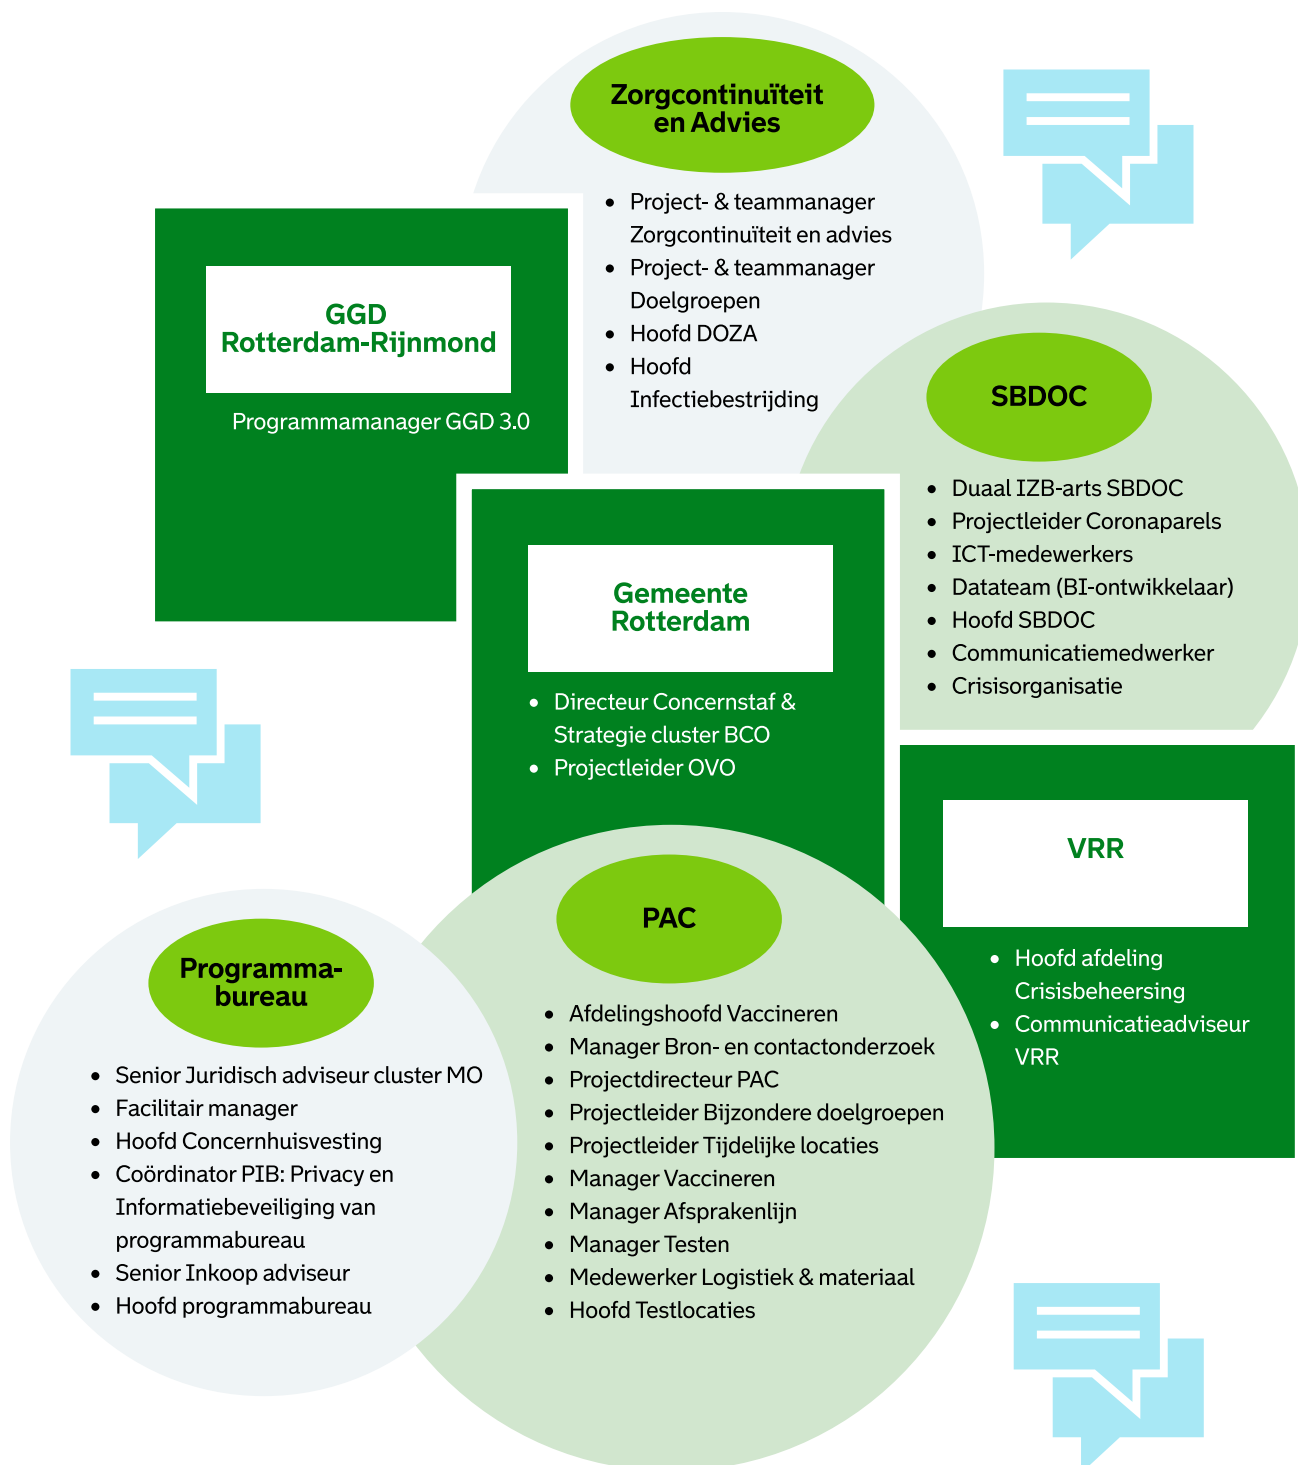 Zorgcontinuïteit
en Advies
• Project- & teammanager
Zorgcontinuïteit en advies
• Project- & teammanager
Doelgroepen
• Hoofd DOZA
• Hoofd
Infectiebestrijding
GGD
Rotterdam-Rijnmond
Programmamanager GGD 3.0
SBDOC
• Duaal IZB-arts SBDOC
• Projectleider Coronaparels
• ICT-medewerkers
• Datateam (BI-ontwikkelaar)
• Hoofd SBDOC
• Communicatiemedwerker
• Crisisorganisatie
Gemeente
Rotterdam
• Directeur Concernstaf &
Strategie cluster BCO
• Projectleider OVO
VRR
• Hoofd afdeling
Crisisbeheersing
• Communicatieadviseur
VRR
PAC
• Afdelingshoofd Vaccineren
• Manager Bron- en contactonderzoek
• Projectdirecteur PAC
• Projectleider Bijzondere doelgroepen
• Projectleider Tijdelijke locaties
• Manager Vaccineren
• Manager Afsprakenlijn
• Manager Testen
• Medewerker Logistiek & materiaal
• Hoofd Testlocaties
Programma-
bureau
• Senior Juridisch adviseur cluster MO
• Facilitair manager
• Hoofd Concernhuisvesting
• Coördinator PIB: Privacy en
Informatiebeveiliging van
programmabureau
• Senior Inkoop adviseur
• Hoofd programmabureau